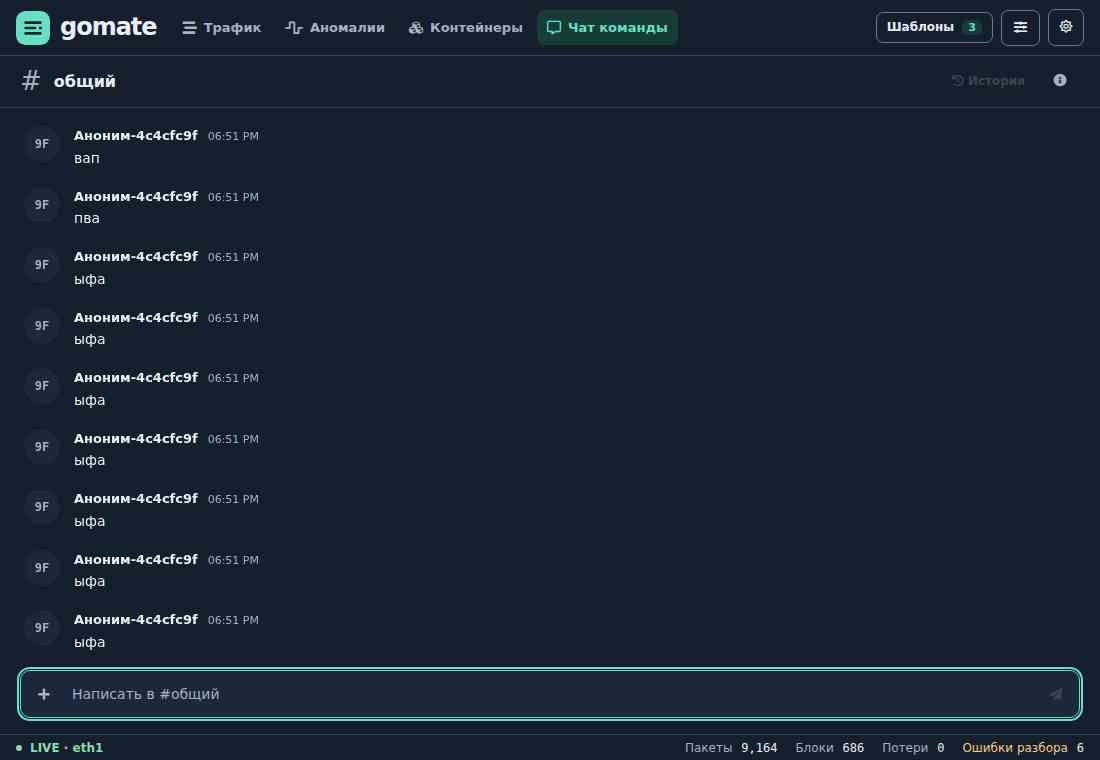 gomate Трафик Аномалии Контейнеры Чат команды Шаблоны 3
# общий История
9F Аноним-4c4cfc9f 06:51 PM
вап
9F Аноним-4c4cfc9f 06:51 PM
пва
9F Аноним-4c4cfc9f 06:51 PM
ыфа
9F Аноним-4c4cfc9f 06:51 PM
ыфа
9F Аноним-4c4cfc9f 06:51 PM
ыфа
9F Аноним-4c4cfc9f 06:51 PM
ыфа
9F Аноним-4c4cfc9f 06:51 PM
ыфа
9F Аноним-4c4cfc9f 06:51 PM
ыфа
9F Аноним-4c4cfc9f 06:51 PM
ыфа
Написать в #общий
LIVE · eth1 Пакеты 9,164 Блоки 686 Потери 0 Ошибки разбора 6